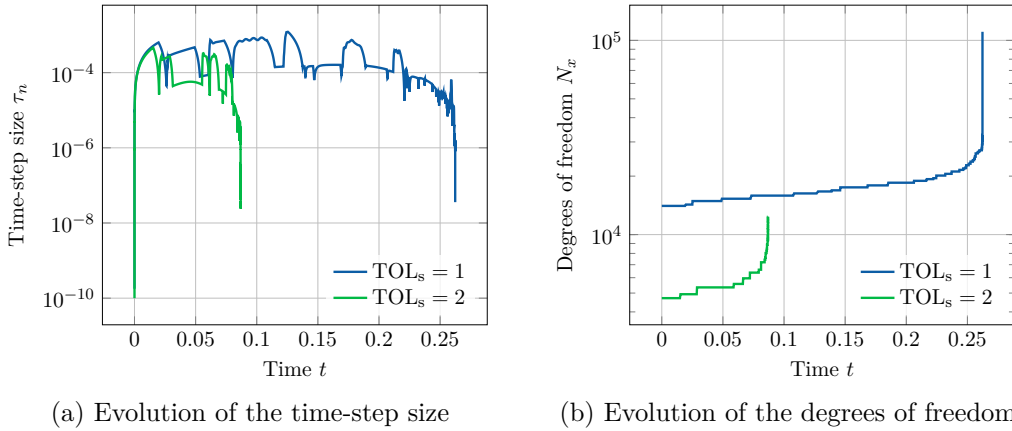 Time-step size τₙ
10⁻⁴
10⁻⁶
10⁻⁸
10⁻¹⁰
TOLₛ = 1
TOLₛ = 2
0 0.05 0.1 0.15 0.2 0.25
Time t
(a) Evolution of the time-step size
Degrees of freedom Nₓ
10⁵
10⁴
TOLₛ = 1
TOLₛ = 2
0 0.05 0.1 0.15 0.2 0.25
Time t
(b) Evolution of the degrees of freedom